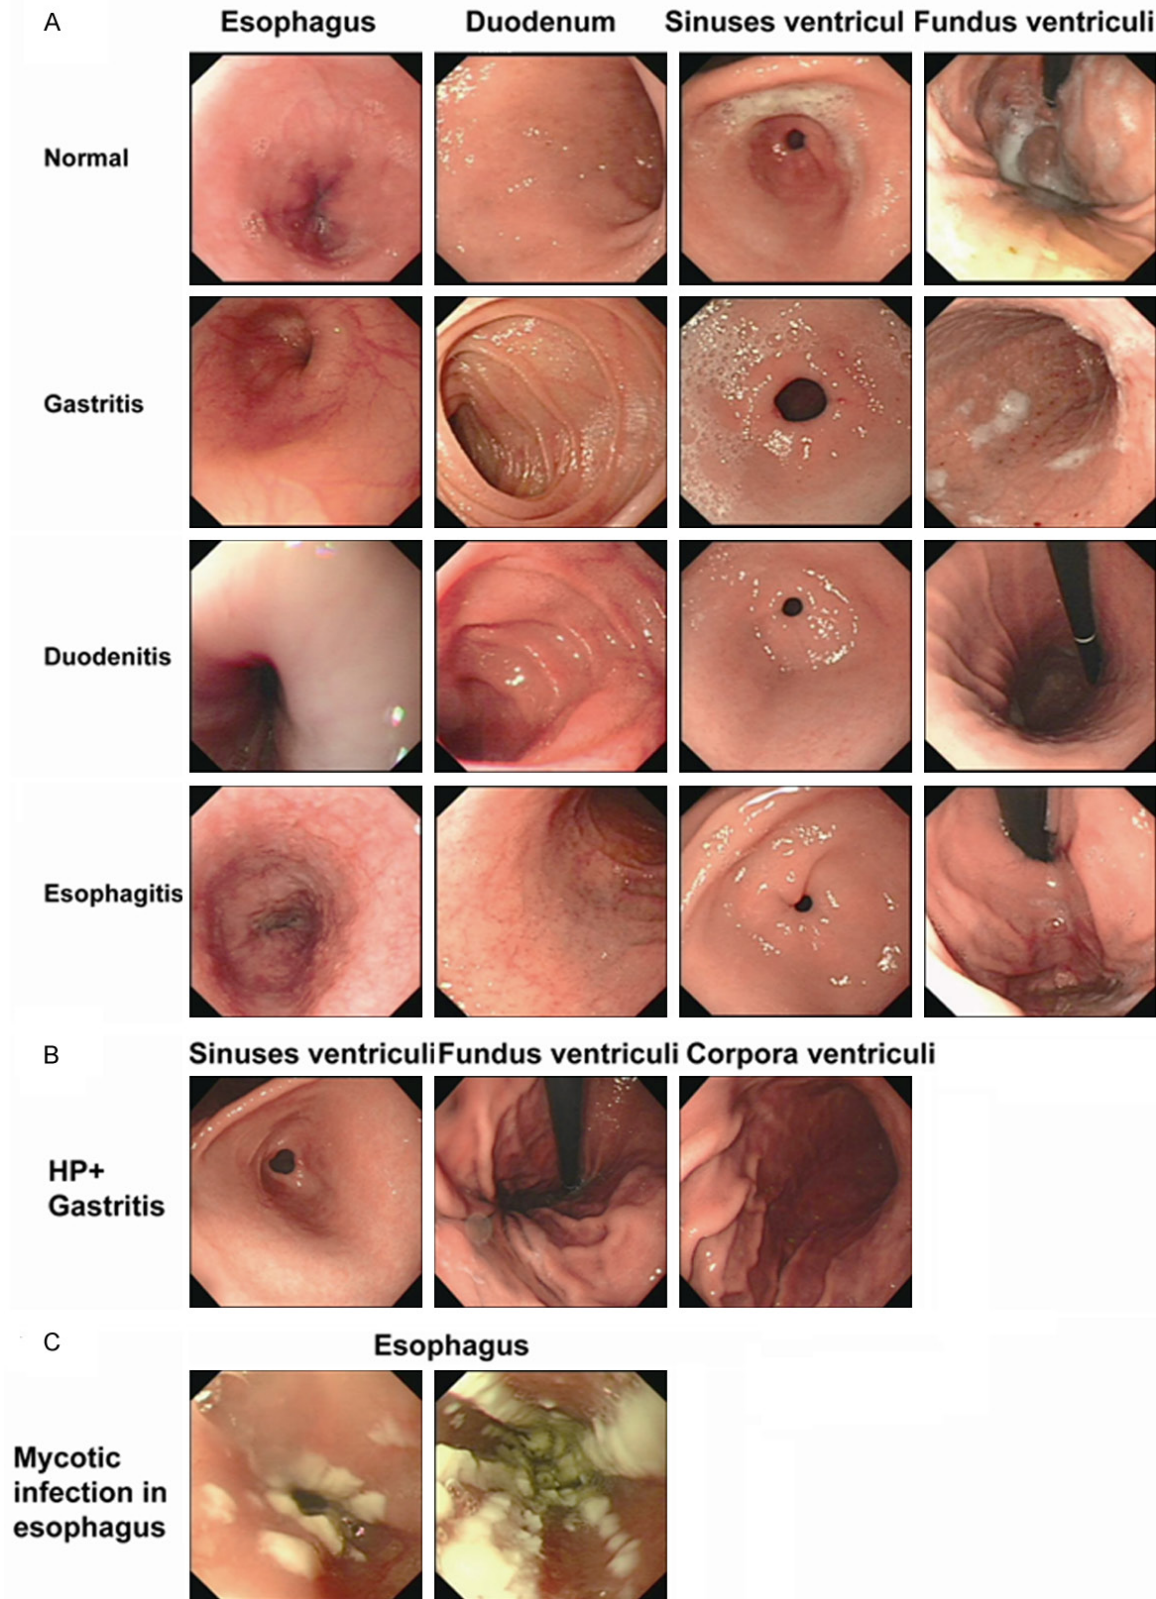 A
Esophagus Duodenum Sinuses ventricul Fundus ventriculi
Normal
Gastritis
Duodenitis
Esophagitis
B
Sinuses ventriculi Fundus ventriculi Corpora ventriculi
HP+
Gastritis
C
Esophagus
Mycotic
infection in
esophagus